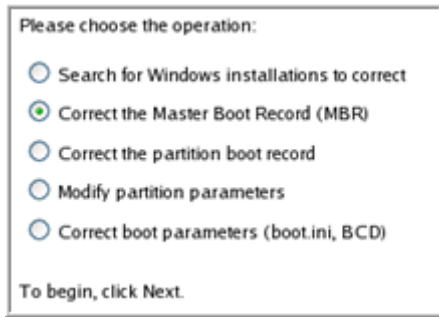 Please choose the operation:
Search for Windows installations to correct
Correct the Master Boot Record (MBR)
Correct the partition boot record
Modify partition parameters
Correct boot parameters (boot.ini, BCD)
To begin, click Next.